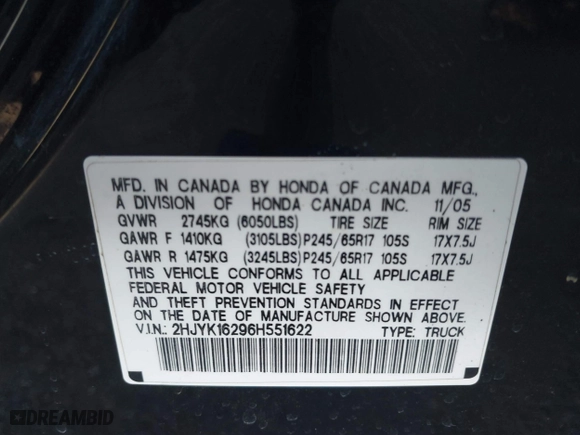 MFD. IN CANADA BY HONDA OF CANADA MFG.,
A DIVISION OF HONDA CANADA INC. 11/05
GVWR 2745KG (6050LBS) TIRE SIZE RIM SIZE
GAWR F 1410KG (3105LBS)P245/65R17 105S 17X7.5J
GAWR R 1475KG (3245LBS)P245/65R17 105S 17X7.5J
THIS VEHICLE CONFORMS TO ALL APPLICABLE
FEDERAL MOTOR VEHICLE SAFETY
AND THEFT PREVENTION STANDARDS IN EFFECT
ON THE DATE OF MANUFACTURE SHOWN ABOVE.
V.I.N.: 2HJYK16296H551622 TYPE: TRUCK
DREAMBID